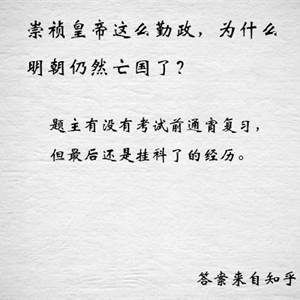 崇祯皇帝这么勤政，为什么
明朝仍然亡国了？
题主有没有考试前通宵复习，
但最后还是挂科了的经历。
答案来自知乎